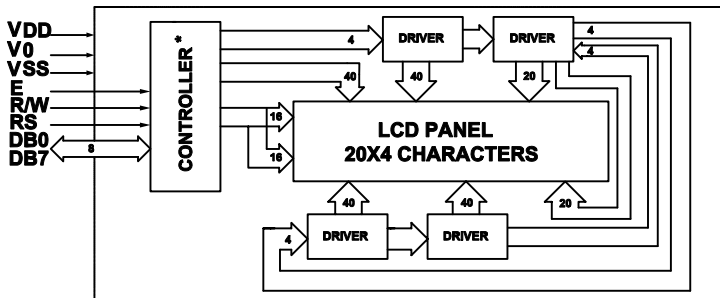 VDD
V0
VSS
E
R/W
RS
DB0
DB7
8
CONTROLLER *
4
DRIVER
DRIVER
4
4
40
40
20
16
16
LCD PANEL
20X4 CHARACTERS
40
40
20
4
DRIVER
DRIVER